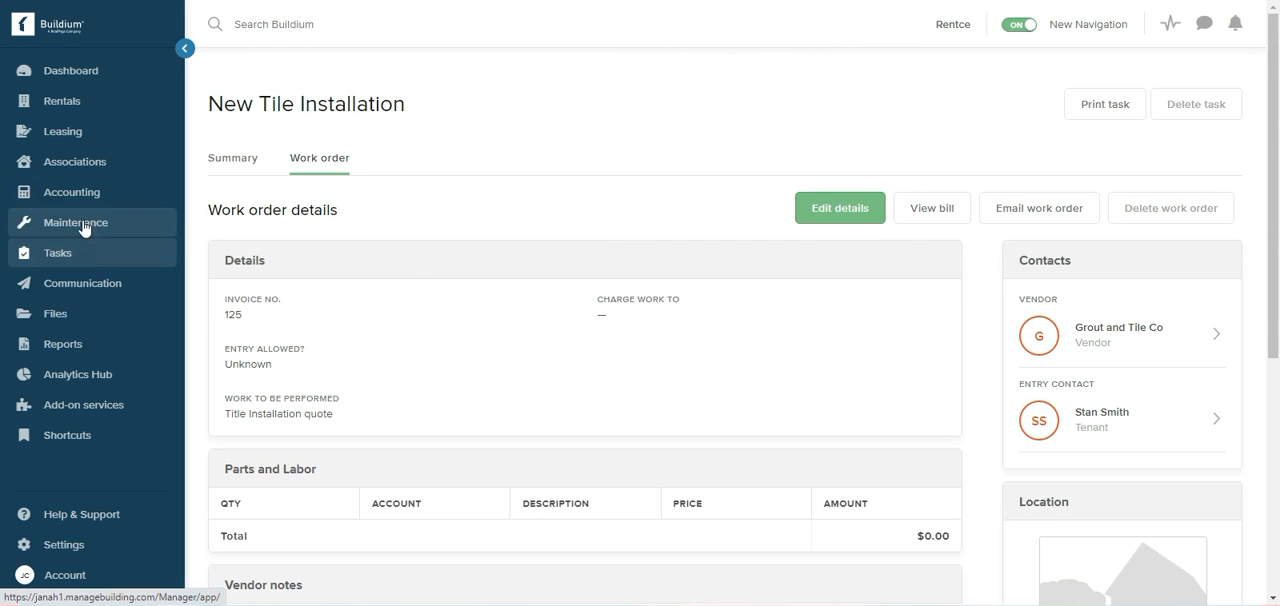 Buildium
A RealPage Company
Search Buildium
Rentce
ON
New Navigation
Dashboard
Rentals
Leasing
Associations
Accounting
Maintenance
Tasks
Communication
Files
Reports
Analytics Hub
Add-on services
Shortcuts
Help & Support
Settings
JC
Account
https://janah1.managebuilding.com/Manager/app/
New Tile Installation
Print task
Delete task
Summary
Work order
Work order details
Edit details
View bill
Email work order
Delete work order
Details
INVOICE NO.
125
CHARGE WORK TO
—
ENTRY ALLOWED?
Unknown
WORK TO BE PERFORMED
Title Installation quote
Parts and Labor
QTY ACCOUNT DESCRIPTION PRICE AMOUNT
Total $0.00
Vendor notes
Contacts
VENDOR
G
Grout and Tile Co
Vendor
ENTRY CONTACT
SS
Stan Smith
Tenant
Location